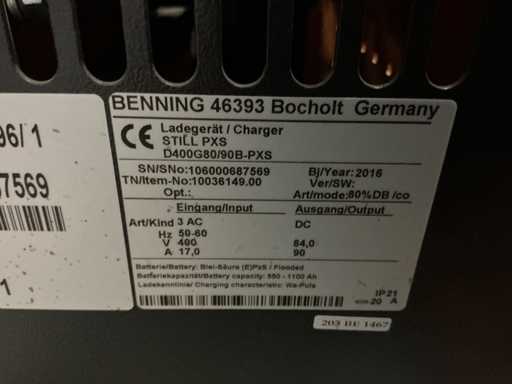 BENNING 46393 Bocholt Germany
CE Ladegerät / Charger
STILL PXS
D400G80/90B-PXS
SN/SNo:106000687569 Bj/Year: 2016
TN/Item-No:10036149.00 Ver/SW:
Opt.: Art/mode:80%DB /co
Eingang/Input Ausgang/Output
Art/Kind 3 AC DC
Hz 50-60
V 400 84,0
A 17,0 90
Batterie/Battery: Blei-Säure (E)PzS / Flooded
Batteriekapazität/Battery capacity: 550 - 1100 Ah
Ladekennlinie/ Charging characteristic: Wa-Puls
IP21
20 A
96/1
7569
1
203 BE 1467